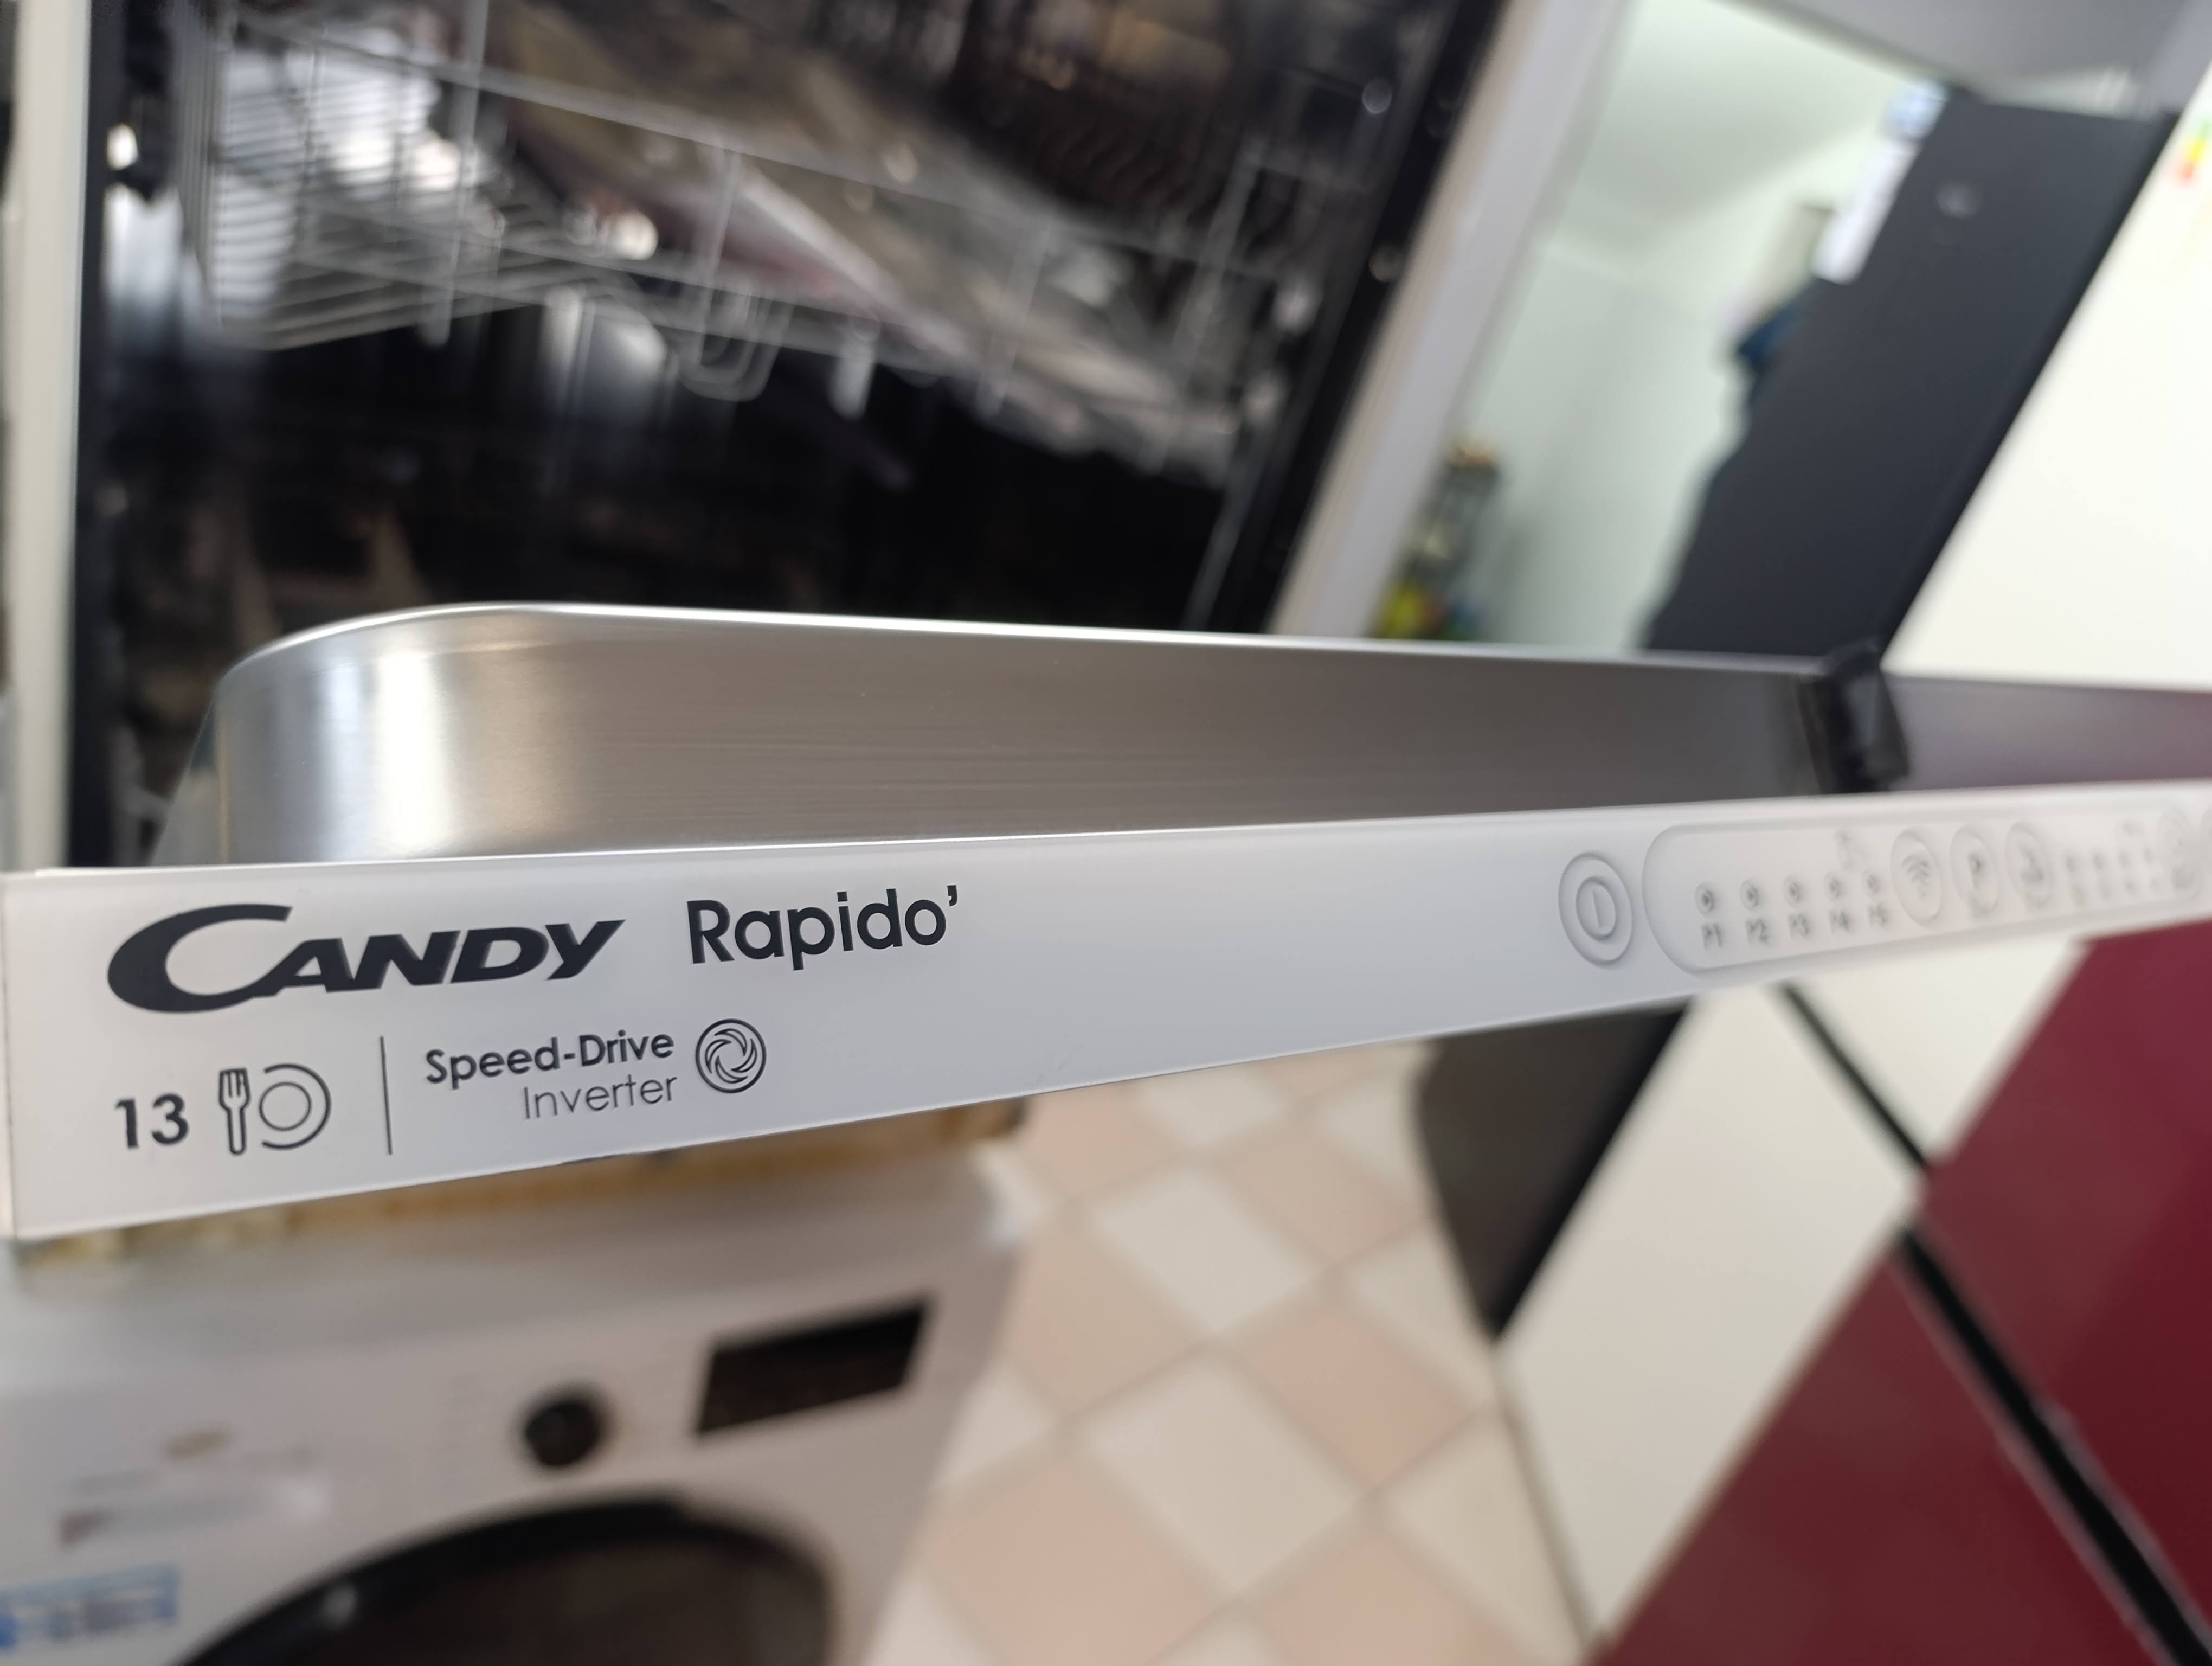 CANDY Rapido’
13
Speed-Drive
Inverter
P1 P2 P3 P4 P5